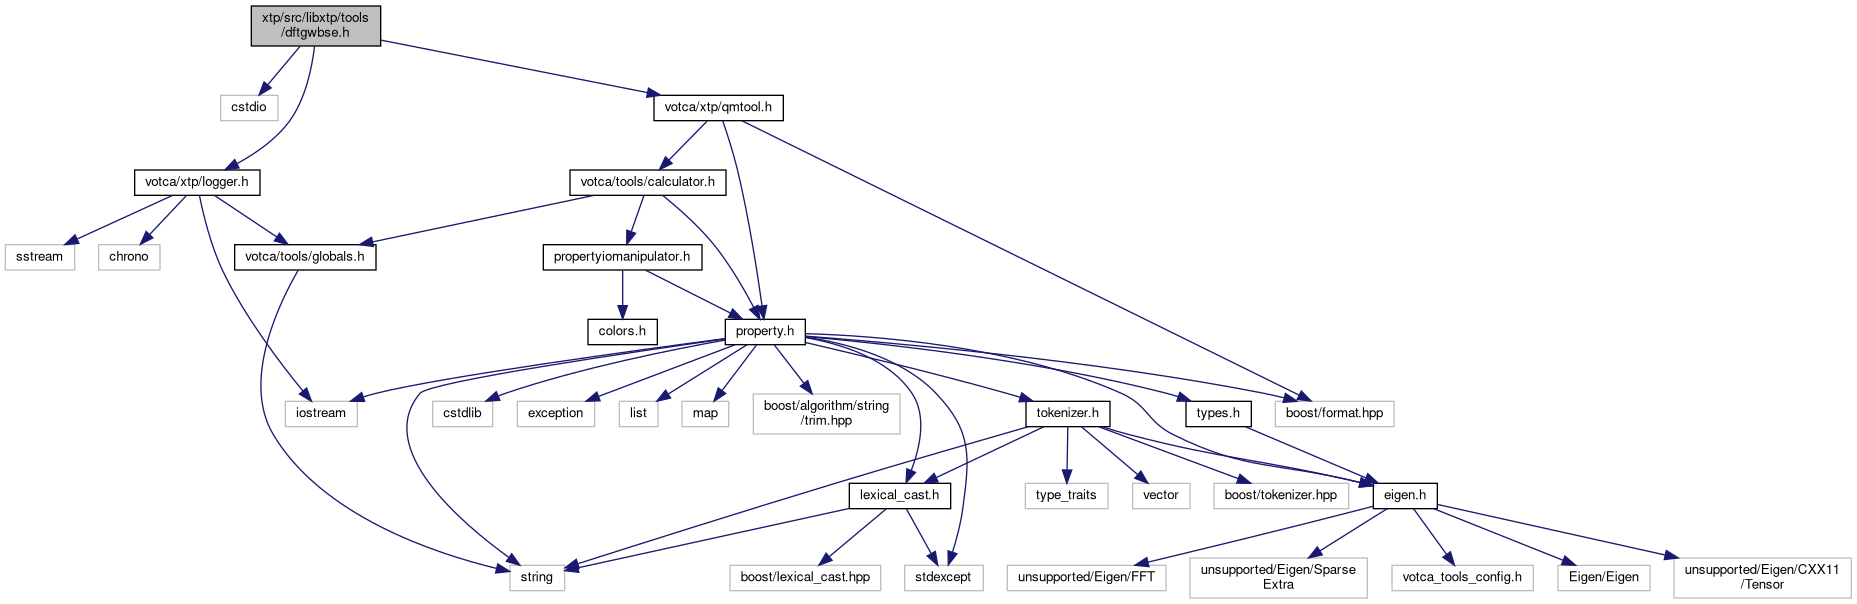 xtp/src/libxtp/tools
/dftgwbse.h
cstdio
votca/xtp/qmtool.h
votca/xtp/logger.h
votca/tools/calculator.h
sstream
chrono
votca/tools/globals.h
propertyiomanipulator.h
colors.h
property.h
iostream
cstdlib
exception
list
map
boost/algorithm/string
/trim.hpp
tokenizer.h
types.h
boost/format.hpp
lexical_cast.h
type_traits
vector
boost/tokenizer.hpp
eigen.h
string
boost/lexical_cast.hpp
stdexcept
unsupported/Eigen/FFT
unsupported/Eigen/Sparse
Extra
votca_tools_config.h
Eigen/Eigen
unsupported/Eigen/CXX11
/Tensor